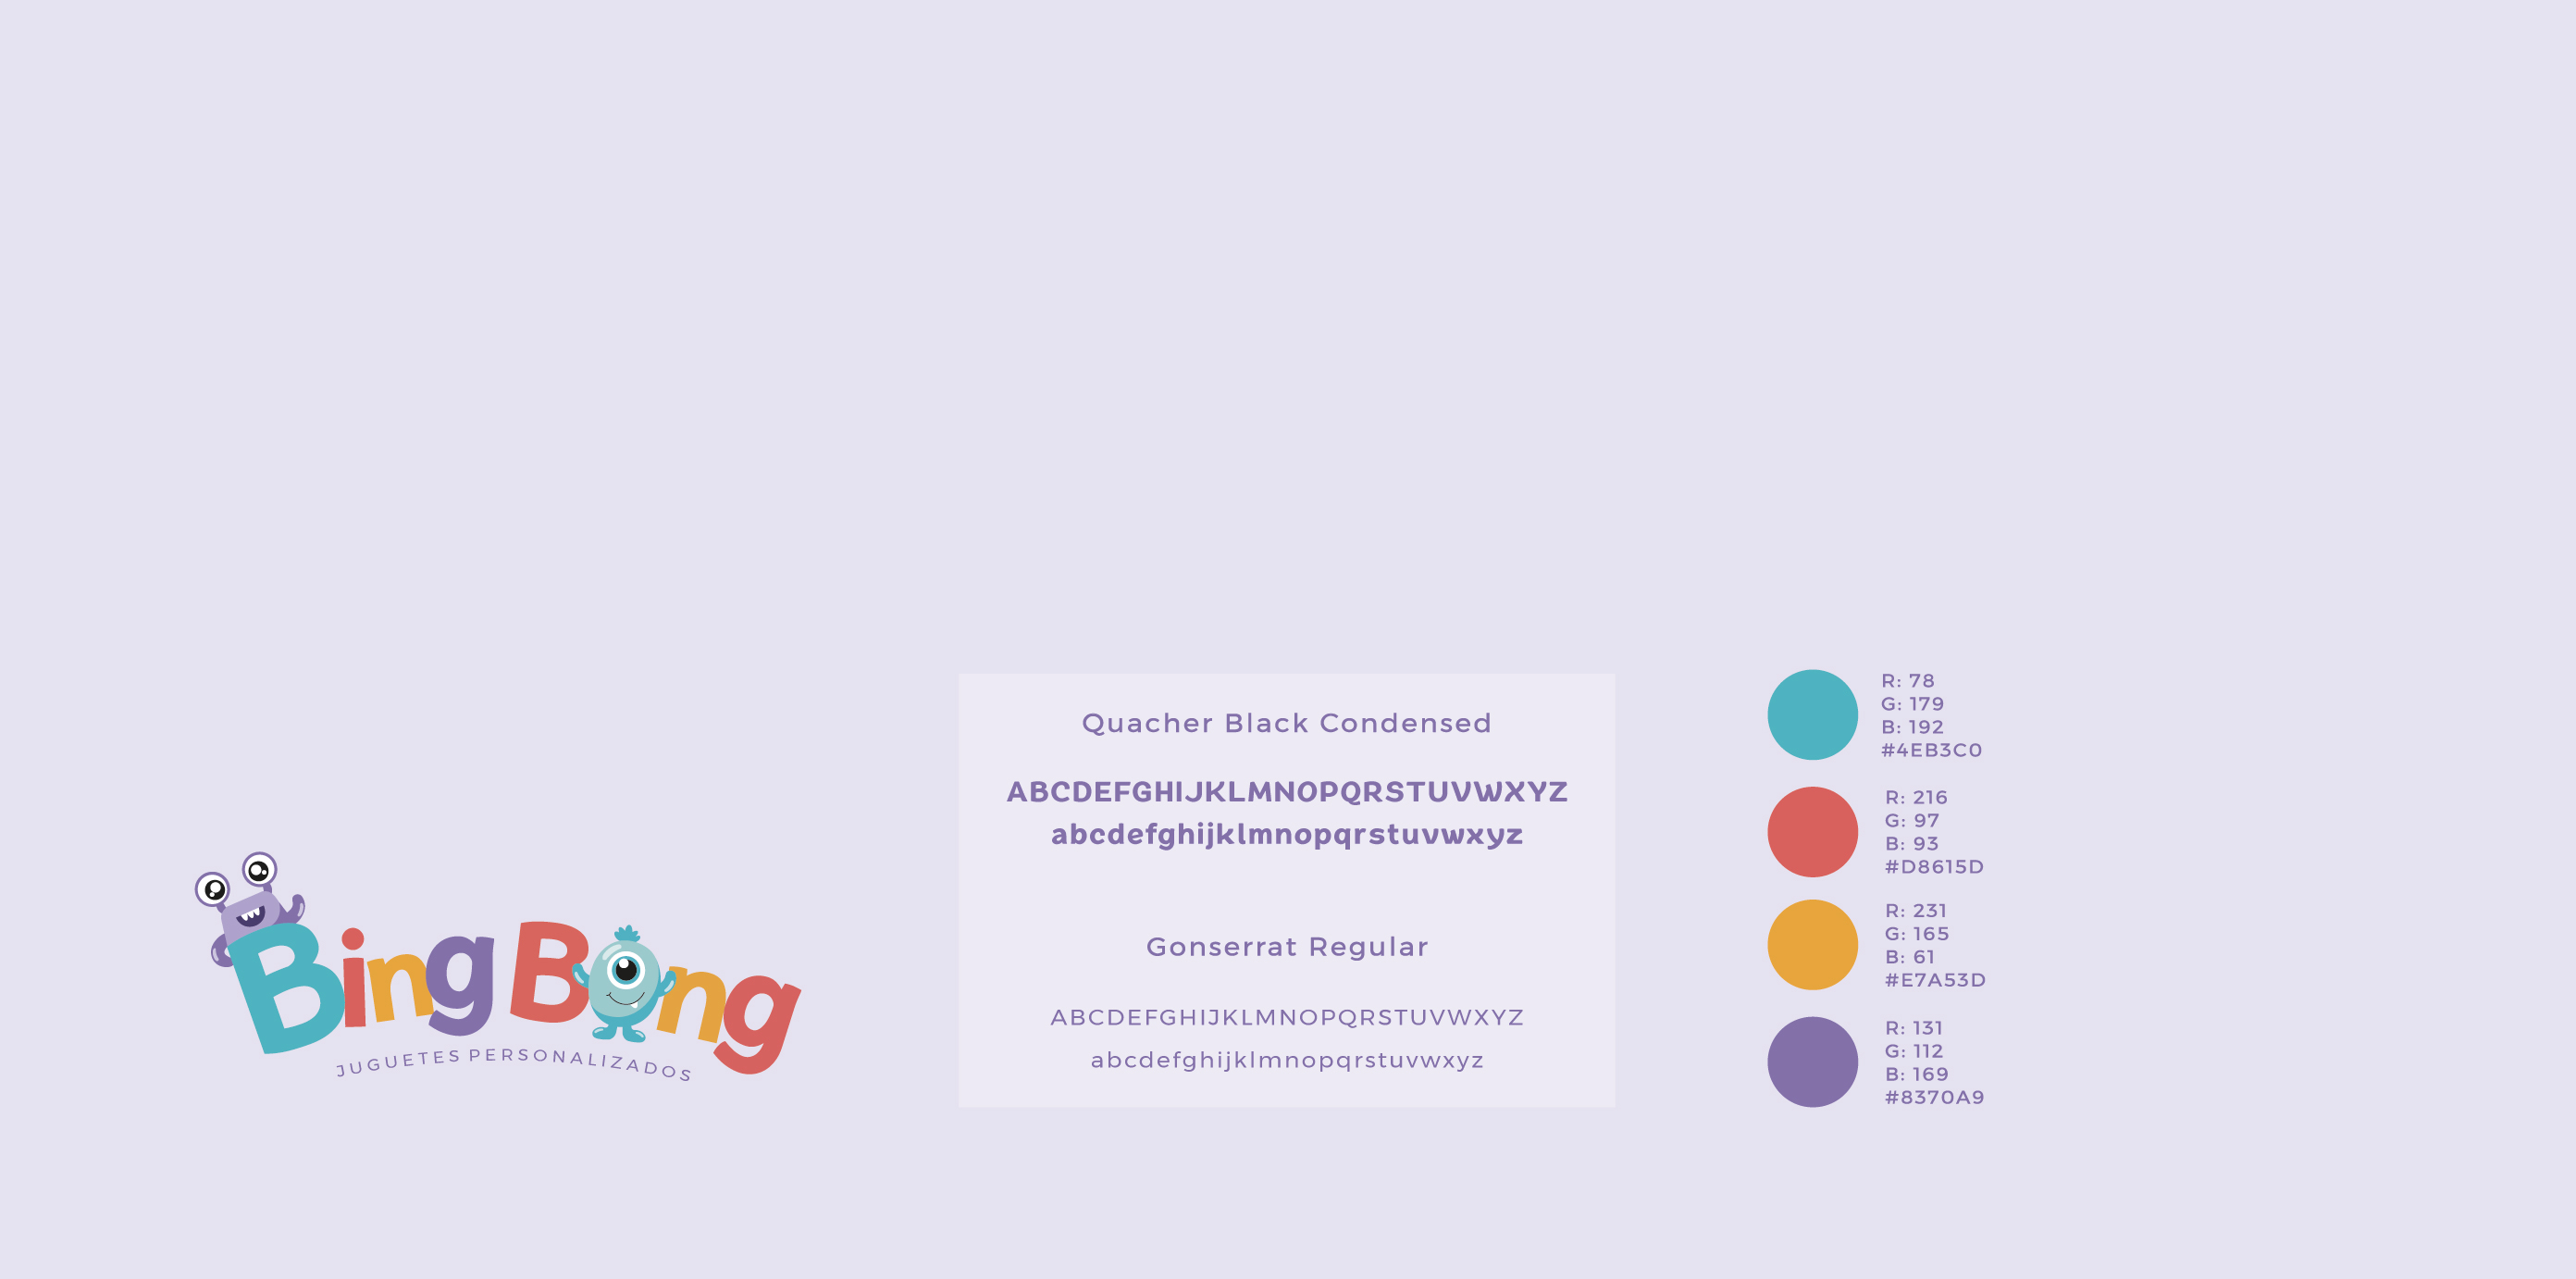 Bing Bong
JUGUETES PERSONALIZADOS
Quacher Black Condensed
ABCDEFGHIJKLMNOPQRSTUVWXYZ
abcdefghijklmnopqrstuvwxyz
Gonserrat Regular
ABCDEFGHIJKLMNOPQRSTUVWXYZ
abcdefghijklmnopqrstuvwxyz
R: 78
G: 179
B: 192
#4EB3C0
R: 216
G: 97
B: 93
#D8615D
R: 231
G: 165
B: 61
#E7A53D
R: 131
G: 112
B: 169
#8370A9